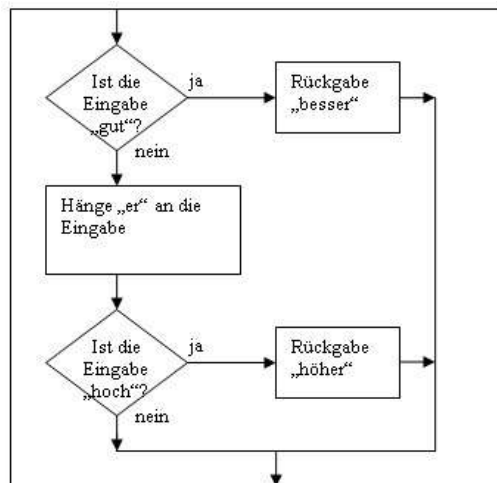 Ist die
Eingabe
„gut“?
ja
Rückgabe
„besser“
nein
Hänge „er“ an die
Eingabe
Ist die
Eingabe
„hoch“?
ja
Rückgabe
„höher“
nein